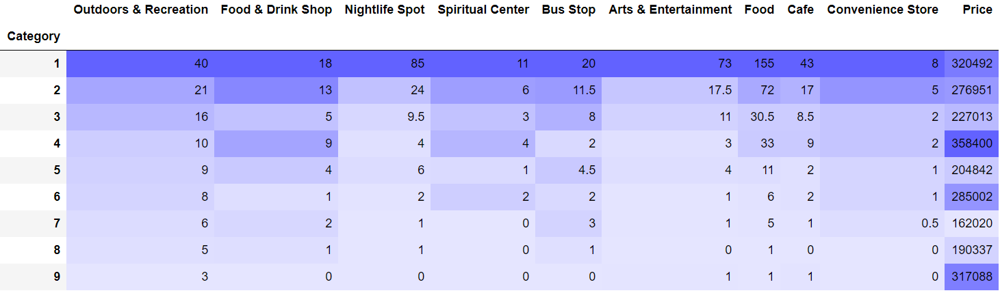 Outdoors & Recreation Food & Drink Shop Nightlife Spot Spiritual Center Bus Stop Arts & Entertainment Food Cafe Convenience Store Price
Category
1 40 18 85 11 20 73 155 43 8 320492
2 21 13 24 6 11.5 17.5 72 17 5 276951
3 16 5 9.5 3 8 11 30.5 8.5 2 227013
4 10 9 4 4 2 3 33 9 2 358400
5 9 4 6 1 4.5 4 11 2 1 204842
6 8 1 2 2 2 1 6 2 1 285002
7 6 2 1 0 3 1 5 1 0.5 162020
8 5 1 1 0 1 0 1 0 0 190337
9 3 0 0 0 0 1 1 1 0 317088